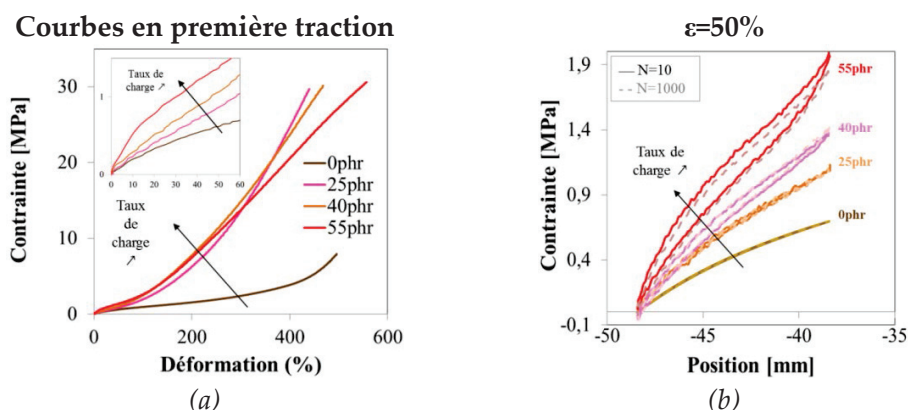 Courbes en première traction
Contrainte [MPa]
30
20
10
0
0
200
400
600
Déformation (%)
Taux de
charge ↗
1
0
0
10
20
30
40
50
60
Taux
de
charge
↗
0phr
25phr
40phr
55phr
(a)
ε=50%
Contrainte [MPa]
1,9
1,4
0,9
0,4
-0,1
-50
-45
-40
-35
Position [mm]
N=10
N=1000
Taux de
charge ↗
55phr
40phr
25phr
0phr
(b)